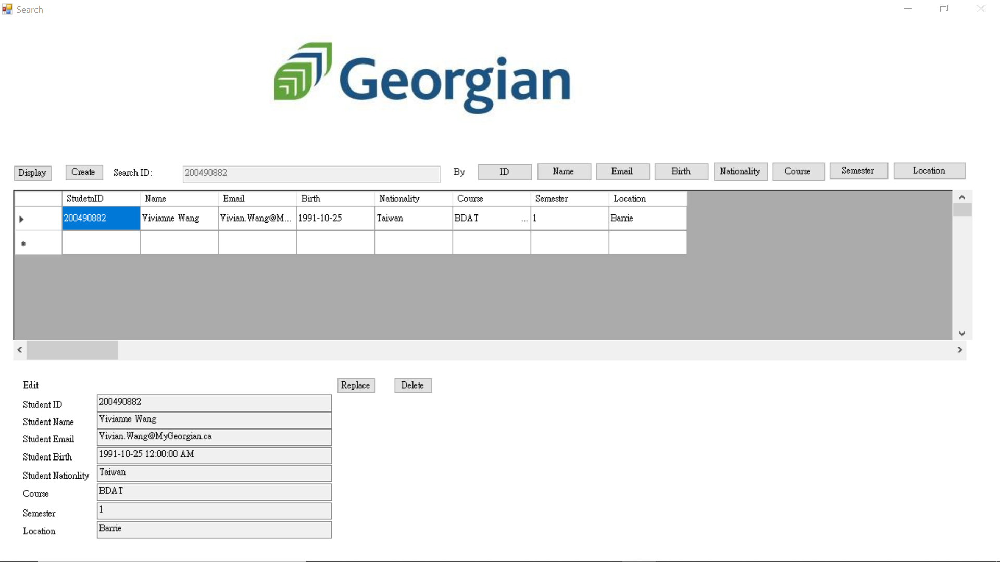 Search
Georgian
Display Create Search ID: 200490882 By ID Name Email Birth Nationality Course Semester Location
StudetnID Name Email Birth Nationality Course Semester Location
200490882 Vivianne Wang Vivian.Wang@M... 1991-10-25 Taiwan BDAT ... 1 Barrie
Edit Replace Delete
Student ID 200490882
Student Name Vivianne Wang
Student Email Vivian.Wang@MyGeorgian.ca
Student Birth 1991-10-25 12:00:00 AM
Student Nationlity Taiwan
Course BDAT
Semester 1
Location Barrie